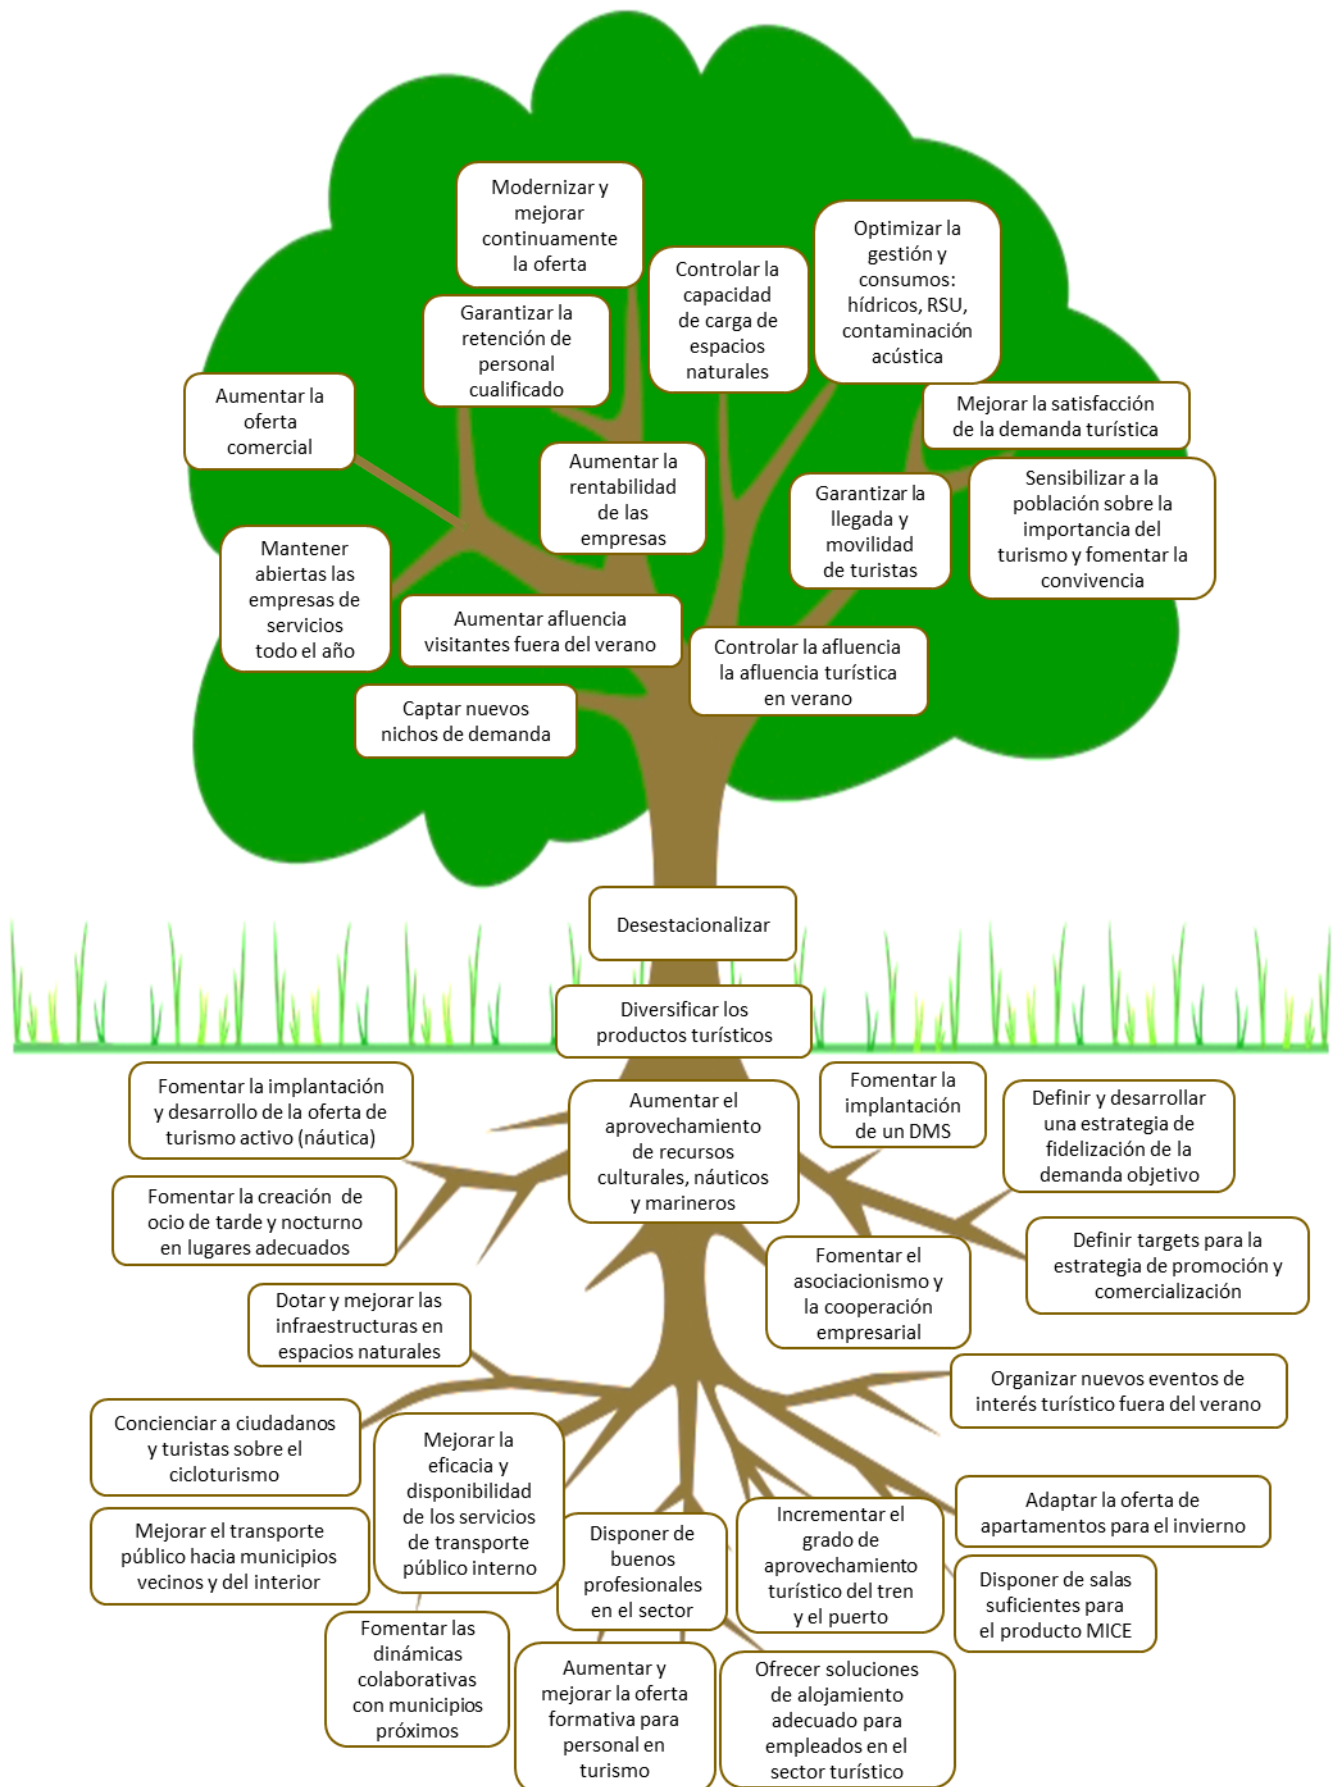 Modernizar y
mejorar
continuamente
la oferta
Optimizar la
gestión y
consumos:
hídricos, RSU,
contaminación
acústica
Controlar la
capacidad
de carga de
espacios
naturales
Garantizar la
retención de
personal
cualificado
Aumentar la
oferta
comercial
Mejorar la satisfacción
de la demanda turística
Aumentar la
rentabilidad
de las
empresas
Garantizar la
llegada y
movilidad
de turistas
Sensibilizar a la
población sobre la
importancia del
turismo y fomentar la
convivencia
Mantener
abiertas las
empresas de
servicios
todo el año
Aumentar afluencia
visitantes fuera del verano
Controlar la afluencia
la afluencia turística
en verano
Captar nuevos
nichos de demanda
Desestacionalizar
Diversificar los
productos turísticos
Fomentar la implantación
y desarrollo de la oferta de
turismo activo (náutica)
Aumentar el
aprovechamiento
de recursos
culturales, náuticos
y marineros
Fomentar la
implantación
de un DMS
Definir y desarrollar
una estrategia de
fidelización de la
demanda objetivo
Fomentar la creación de
ocio de tarde y nocturno
en lugares adecuados
Definir targets para la
estrategia de promoción y
comercialización
Fomentar el
asociacionismo y
la cooperación
empresarial
Dotar y mejorar las
infraestructuras en
espacios naturales
Organizar nuevos eventos de
interés turístico fuera del verano
Concienciar a ciudadanos
y turistas sobre el
cicloturismo
Mejorar la
eficacia y
disponibilidad
de los servicios
de transporte
público interno
Adaptar la oferta de
apartamentos para el invierno
Mejorar el transporte
público hacia municipios
vecinos y del interior
Disponer de
buenos
profesionales
en el sector
Incrementar el
grado de
aprovechamiento
turístico del tren
y el puerto
Disponer de salas
suficientes para
el producto MICE
Fomentar las
dinámicas
colaborativas
con municipios
próximos
Aumentar y
mejorar la oferta
formativa para
personal en
turismo
Ofrecer soluciones
de alojamiento
adecuado para
empleados en el
sector turístico